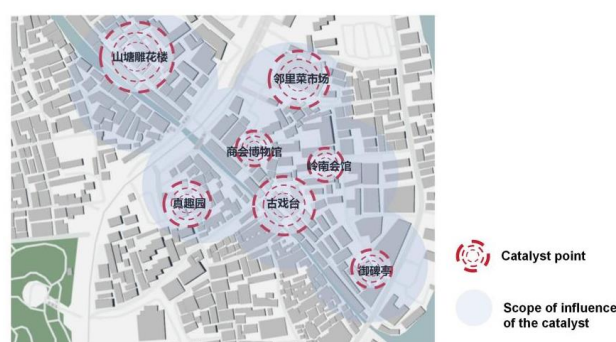 山塘雕花楼
邻里菜市场
商会博物馆
岭南会馆
真趣园
古戏台
御碑亭
Catalyst point
Scope of influence
of the catalyst